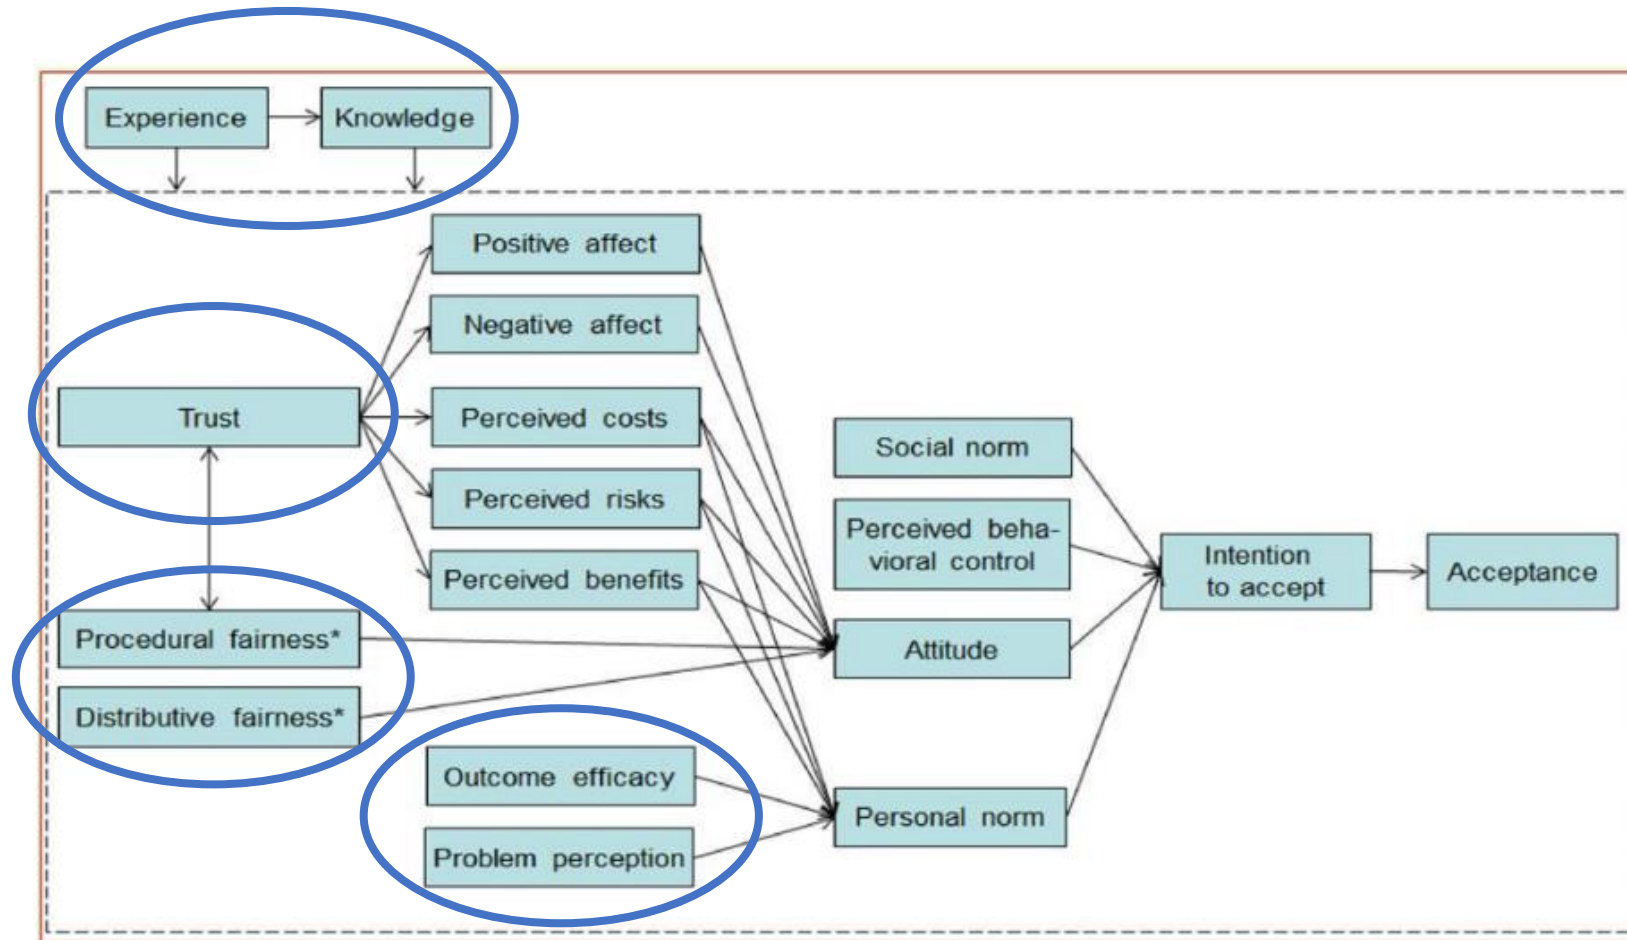 Experience
Knowledge
Positive affect
Negative affect
Trust
Perceived costs
Perceived risks
Perceived benefits
Social norm
Perceived beha-
vioral control
Intention
to accept
Acceptance
Procedural fairness*
Attitude
Distributive fairness*
Outcome efficacy
Personal norm
Problem perception